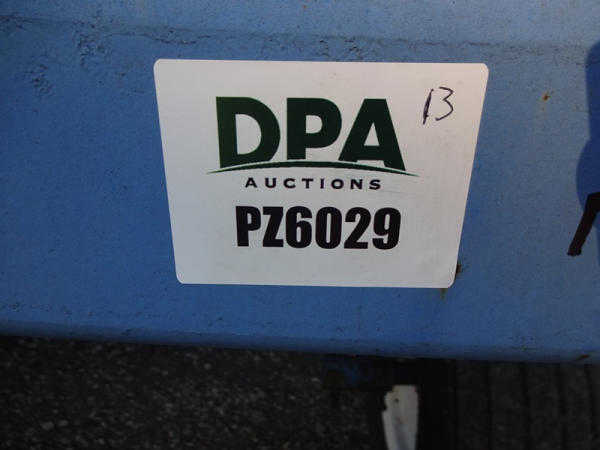 DPA
13
AUCTIONS
PZ6029